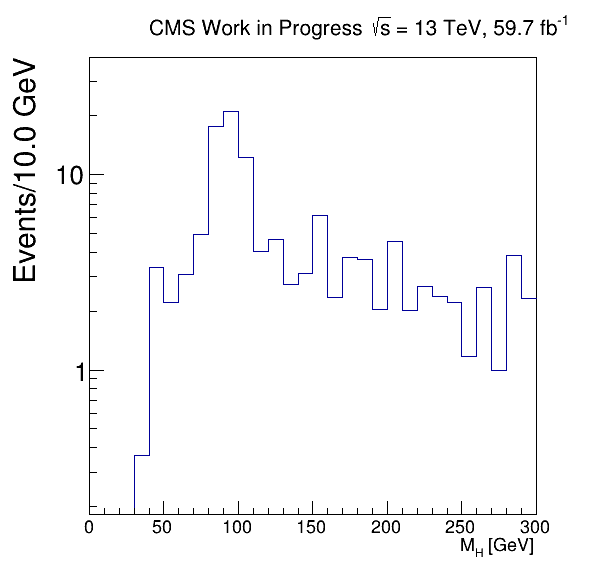 CMS Work in Progress √s = 13 TeV, 59.7 fb⁻¹
Events/10.0 GeV
10
1
0 50 100 150 200 250 300
M_H [GeV]